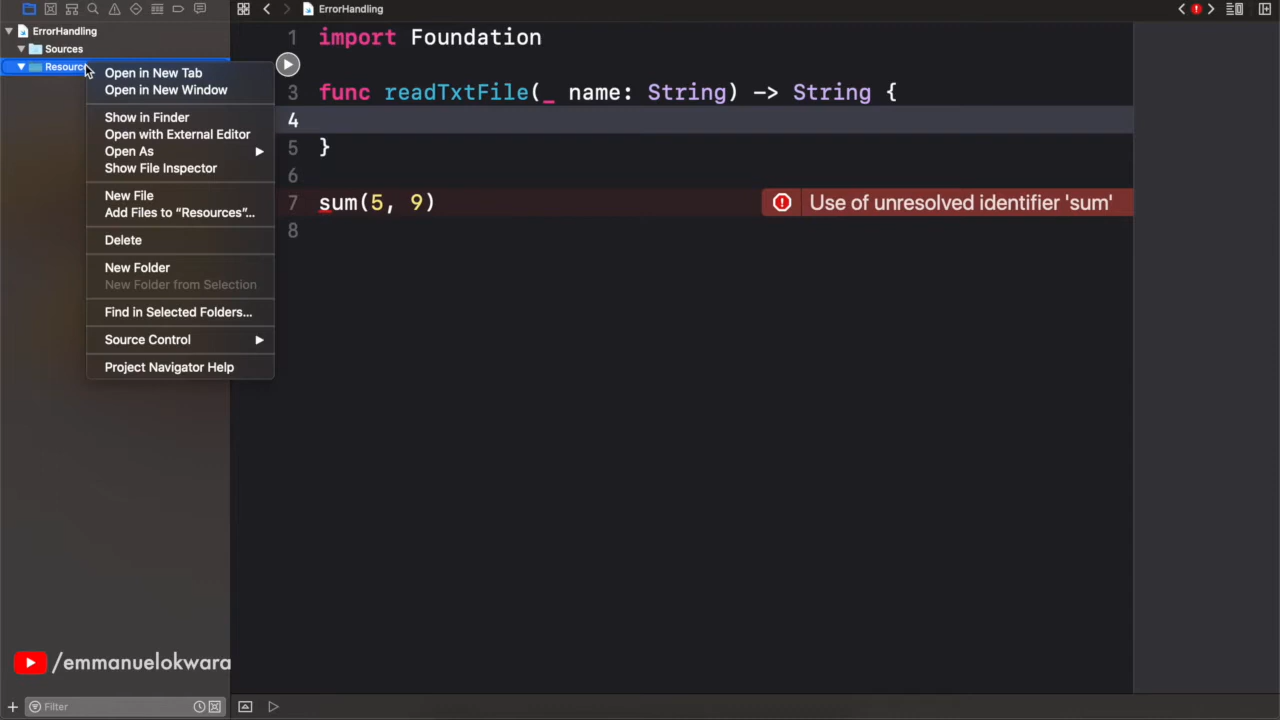 ErrorHandling
ErrorHandling
Sources
Resourc
Open in New Tab
Open in New Window
Show in Finder
Open with External Editor
Open As
Show File Inspector
New File
Add Files to “Resources”...
Delete
New Folder
New Folder from Selection
Find in Selected Folders...
Source Control
Project Navigator Help
1 import Foundation
3 func readTxtFile(_ name: String) -> String {
4
5 }
6
7 sum(5, 9) Use of unresolved identifier 'sum'
8
/emmanuelokwara
Filter